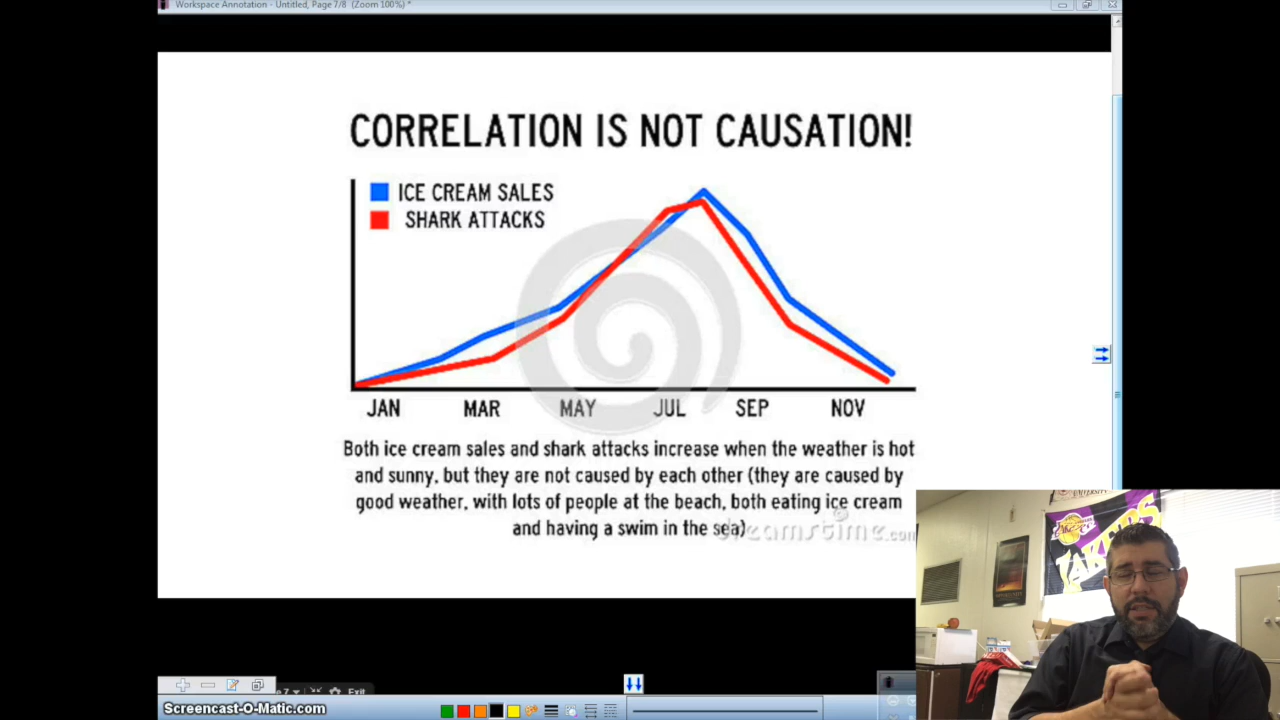 Workspace Annotation - Untitled, Page 7/8 (Zoom 100%) *
CORRELATION IS NOT CAUSATION!
ICE CREAM SALES
SHARK ATTACKS
JAN MAR MAY JUL SEP NOV
Both ice cream sales and shark attacks increase when the weather is hot
and sunny, but they are not caused by each other (they are caused by
good weather, with lots of people at the beach, both eating ice cream
and having a swim in the sea)
dreamstime.com
LAKERS
Exit
Screencast-O-Matic.com